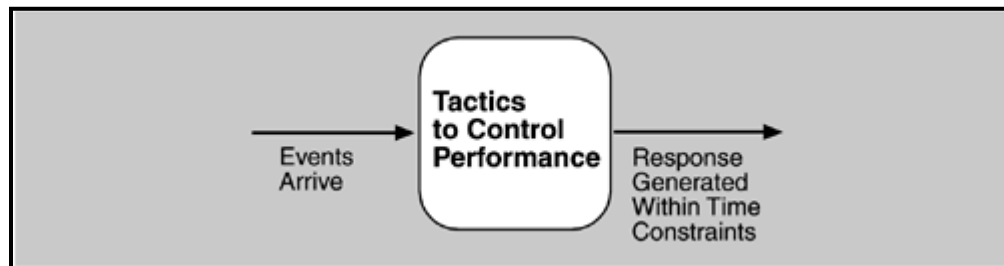 Events
Arrive
Tactics
to Control
Performance
Response
Generated
Within Time
Constraints